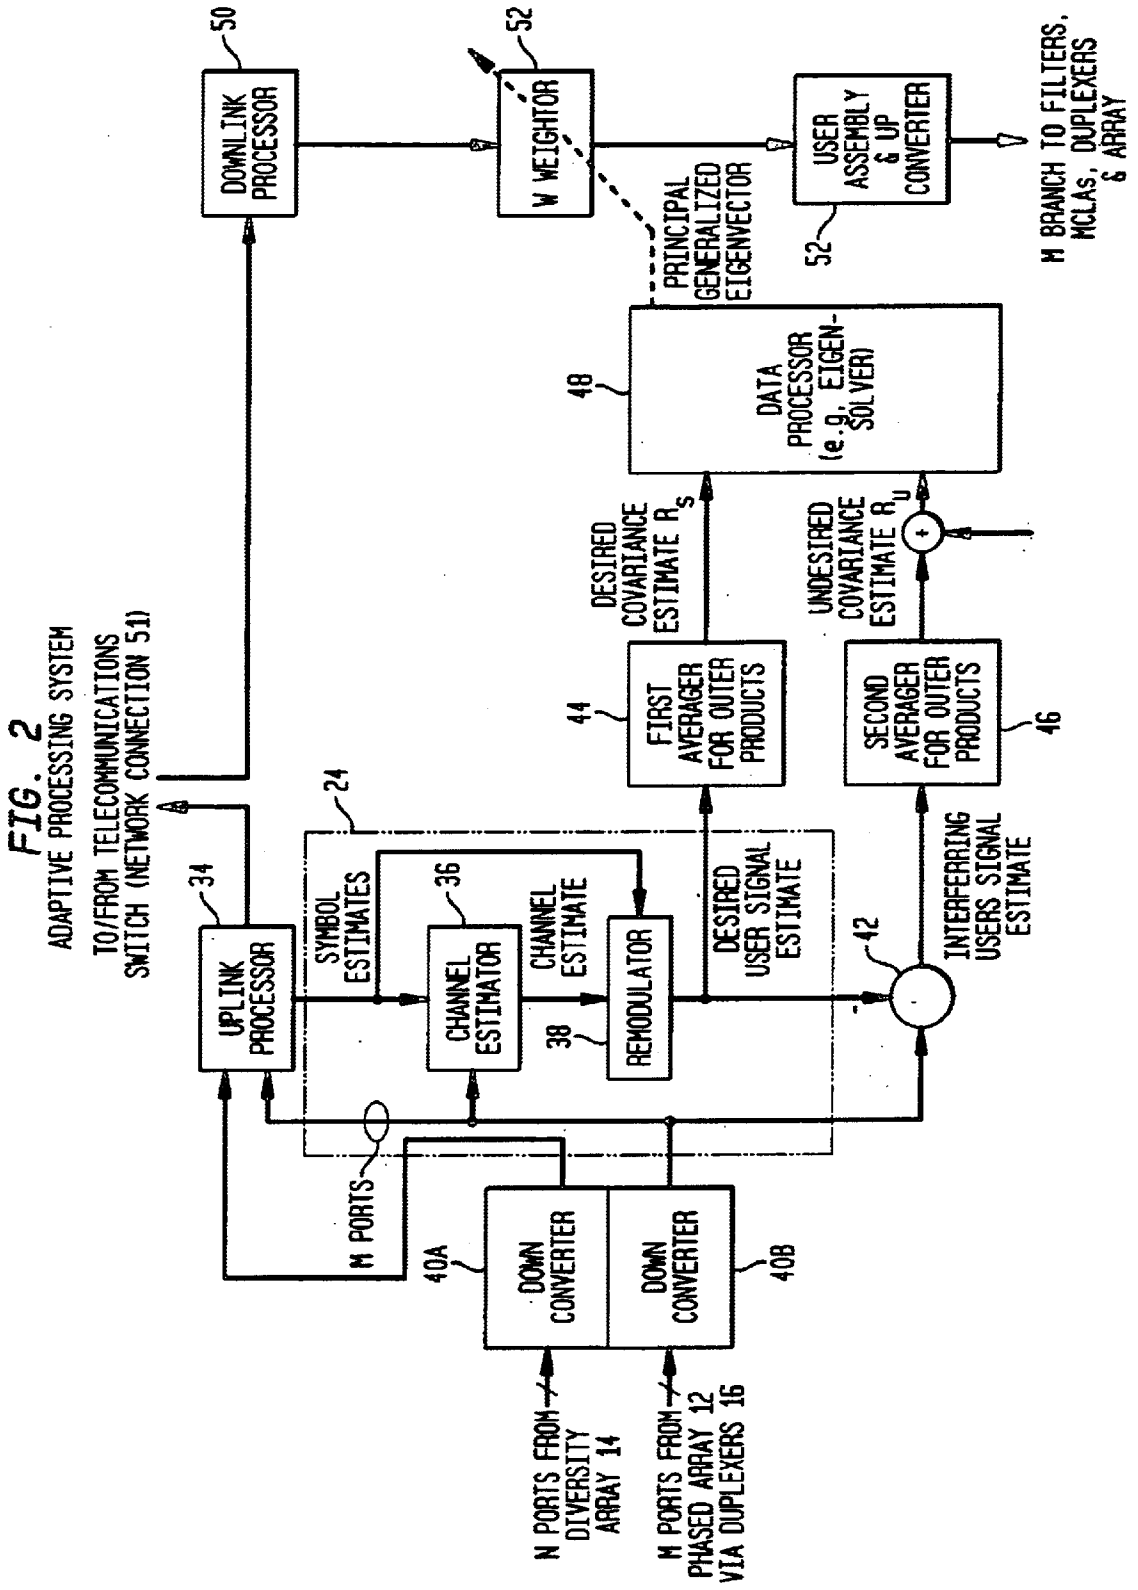 FIG. 2
ADAPTIVE PROCESSING SYSTEM
TO/FROM TELECOMMUNICATIONS
SWITCH (NETWORK CONNECTION 51)
34
UPLINK
PROCESSOR
50
DOWNLINK
PROCESSOR
24
SYMBOL
ESTIMATES
M PORTS
36
CHANNEL
ESTIMATOR
CHANNEL
ESTIMATE
38
REMODULATOR
DESIRED
USER SIGNAL
ESTIMATE
-
42
-
INTERFERING
USERS SIGNAL
ESTIMATE
N PORTS FROM
DIVERSITY
ARRAY 14
M PORTS FROM
PHASED ARRAY 12
VIA DUPLEXERS 16
40A
DOWN
CONVERTER
DOWN
CONVERTER
40B
44
FIRST
AVERAGER
FOR OUTER
PRODUCTS
SECOND
AVERAGER
FOR OUTER
PRODUCTS
46
DESIRED
COVARIANCE
ESTIMATE RS
UNDESIRED
COVARIANCE
ESTIMATE RU
+
48
DATA
PROCESSOR
(e.g. EIGEN-
SOLVER)
PRINCIPAL
GENERALIZED
EIGENVECTOR
52
W WEIGHTOR
USER
ASSEMBLY
& UP
CONVERTER
52
M BRANCH TO FILTERS,
MCLAs, DUPLEXERS
& ARRAY